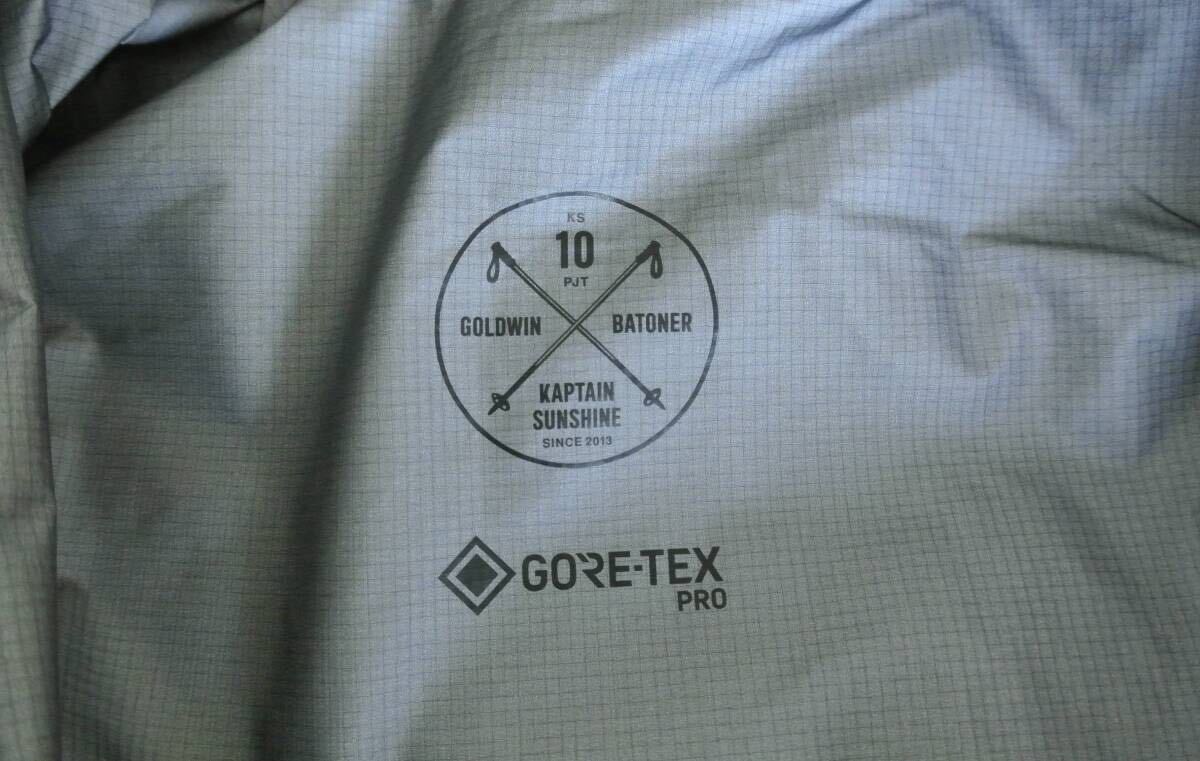 KS
10
PJT
GOLDWIN BATONER
KAPTAIN
SUNSHINE
SINCE 2013
GORE-TEX
PRO